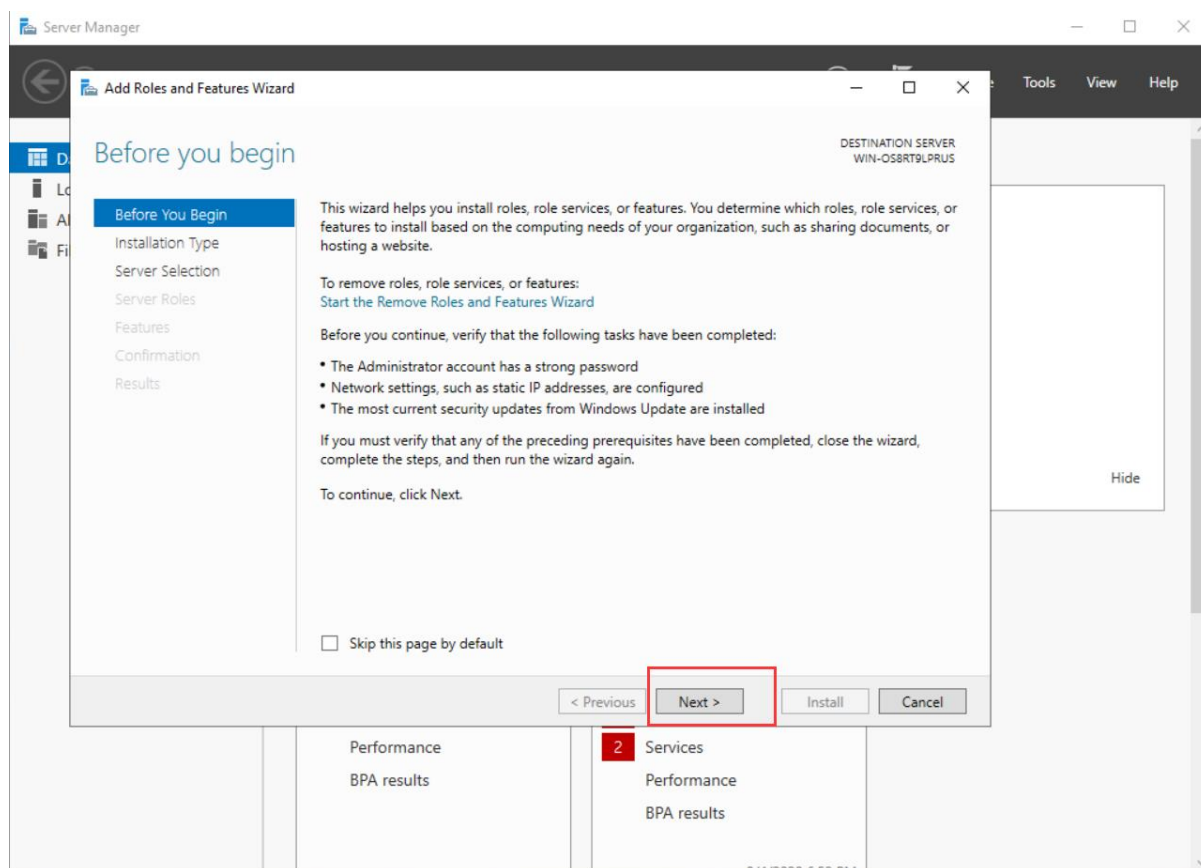 Server Manager
Tools View Help
Add Roles and Features Wizard
Before you begin
DESTINATION SERVER
WIN-OS8RT9LPRUS
Before You Begin
Installation Type
Server Selection
Server Roles
Features
Confirmation
Results
This wizard helps you install roles, role services, or features. You determine which roles, role services, or
features to install based on the computing needs of your organization, such as sharing documents, or
hosting a website.
To remove roles, role services, or features:
Start the Remove Roles and Features Wizard
Before you continue, verify that the following tasks have been completed:
• The Administrator account has a strong password
• Network settings, such as static IP addresses, are configured
• The most current security updates from Windows Update are installed
If you must verify that any of the preceding prerequisites have been completed, close the wizard,
complete the steps, and then run the wizard again.
To continue, click Next.
Skip this page by default
< Previous Next > Install Cancel
Hide
Performance
BPA results
2 Services
Performance
BPA results